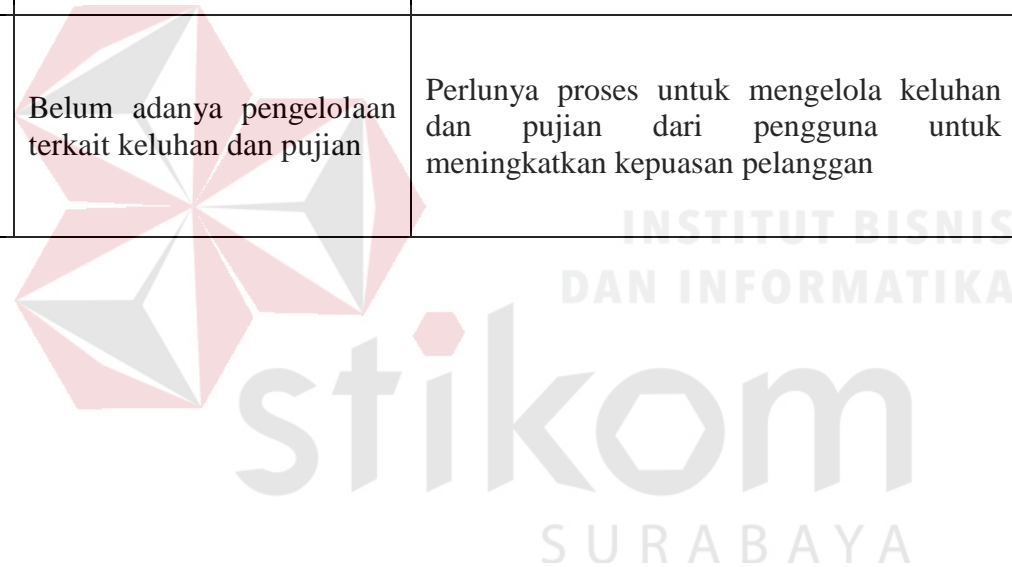 Belum adanya pengelolaan
terkait keluhan dan pujian
Perlunya proses untuk mengelola keluhan
dan pujian dari pengguna untuk
meningkatkan kepuasan pelanggan
INSTITUT BISNIS
DAN INFORMATIKA
stikom
SURABAYA